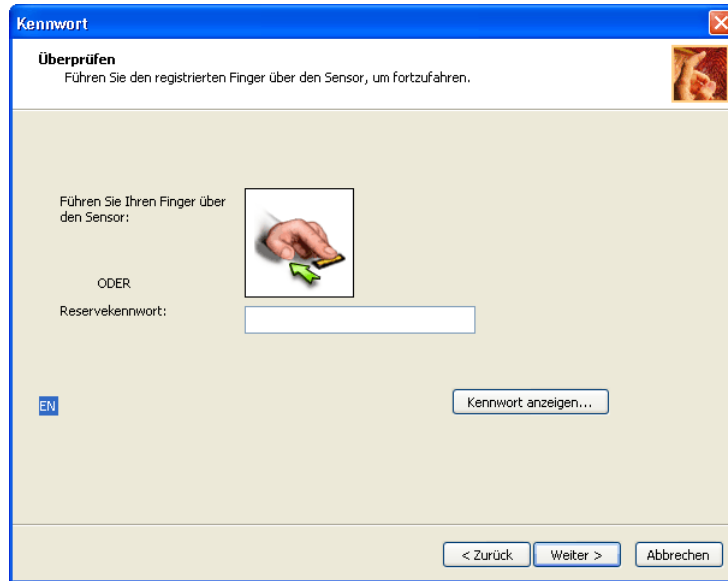 Kennwort
Überprüfen
Führen Sie den registrierten Finger über den Sensor, um fortzufahren.
Führen Sie Ihren Finger über
den Sensor:
ODER
Reservekennwort:
EN
Kennwort anzeigen...
< Zurück
Weiter >
Abbrechen